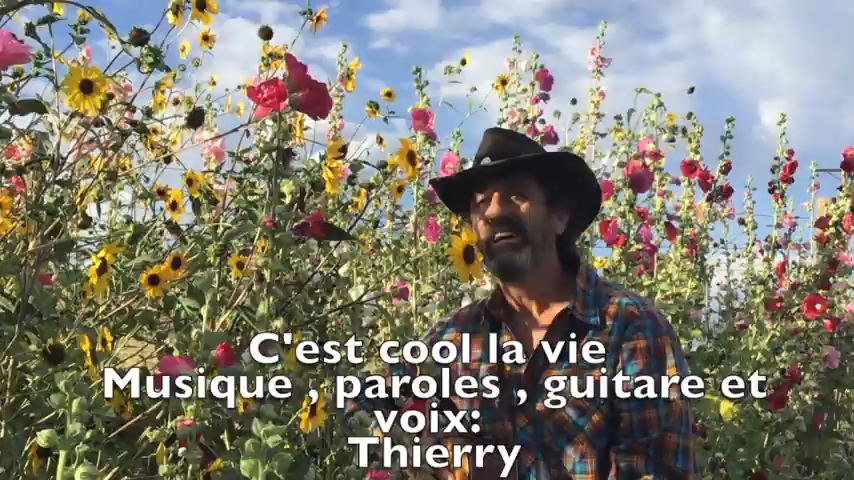 C'est cool la vie
Musique , paroles , guitare et
voix:
Thierry